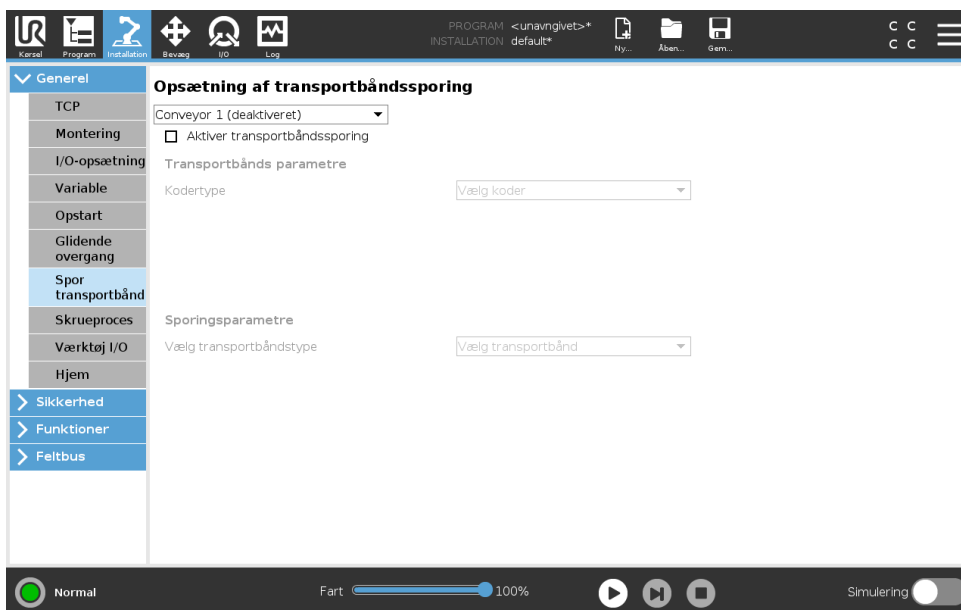 UR
Kørsel
Program
Installation
Bevæg
I/O
Log
PROGRAM <unavngivet>*
INSTALLATION default*
Ny...
Åben...
Gem...
C C
C C
Generel
TCP
Montering
I/O-opsætning
Variable
Opstart
Glidende
overgang
Spor
transportbånd
Skrueproces
Værktøj I/O
Hjem
Sikkerhed
Funktioner
Feltbus
Opsætning af transportbåndssporing
Conveyor 1 (deaktiveret)
Aktiver transportbåndssporing
Transportbånds parametre
Kodertype
Vælg koder
Sporingsparametre
Vælg transportbåndstype
Vælg transportbånd
Normal
Fart
100%
Simulering